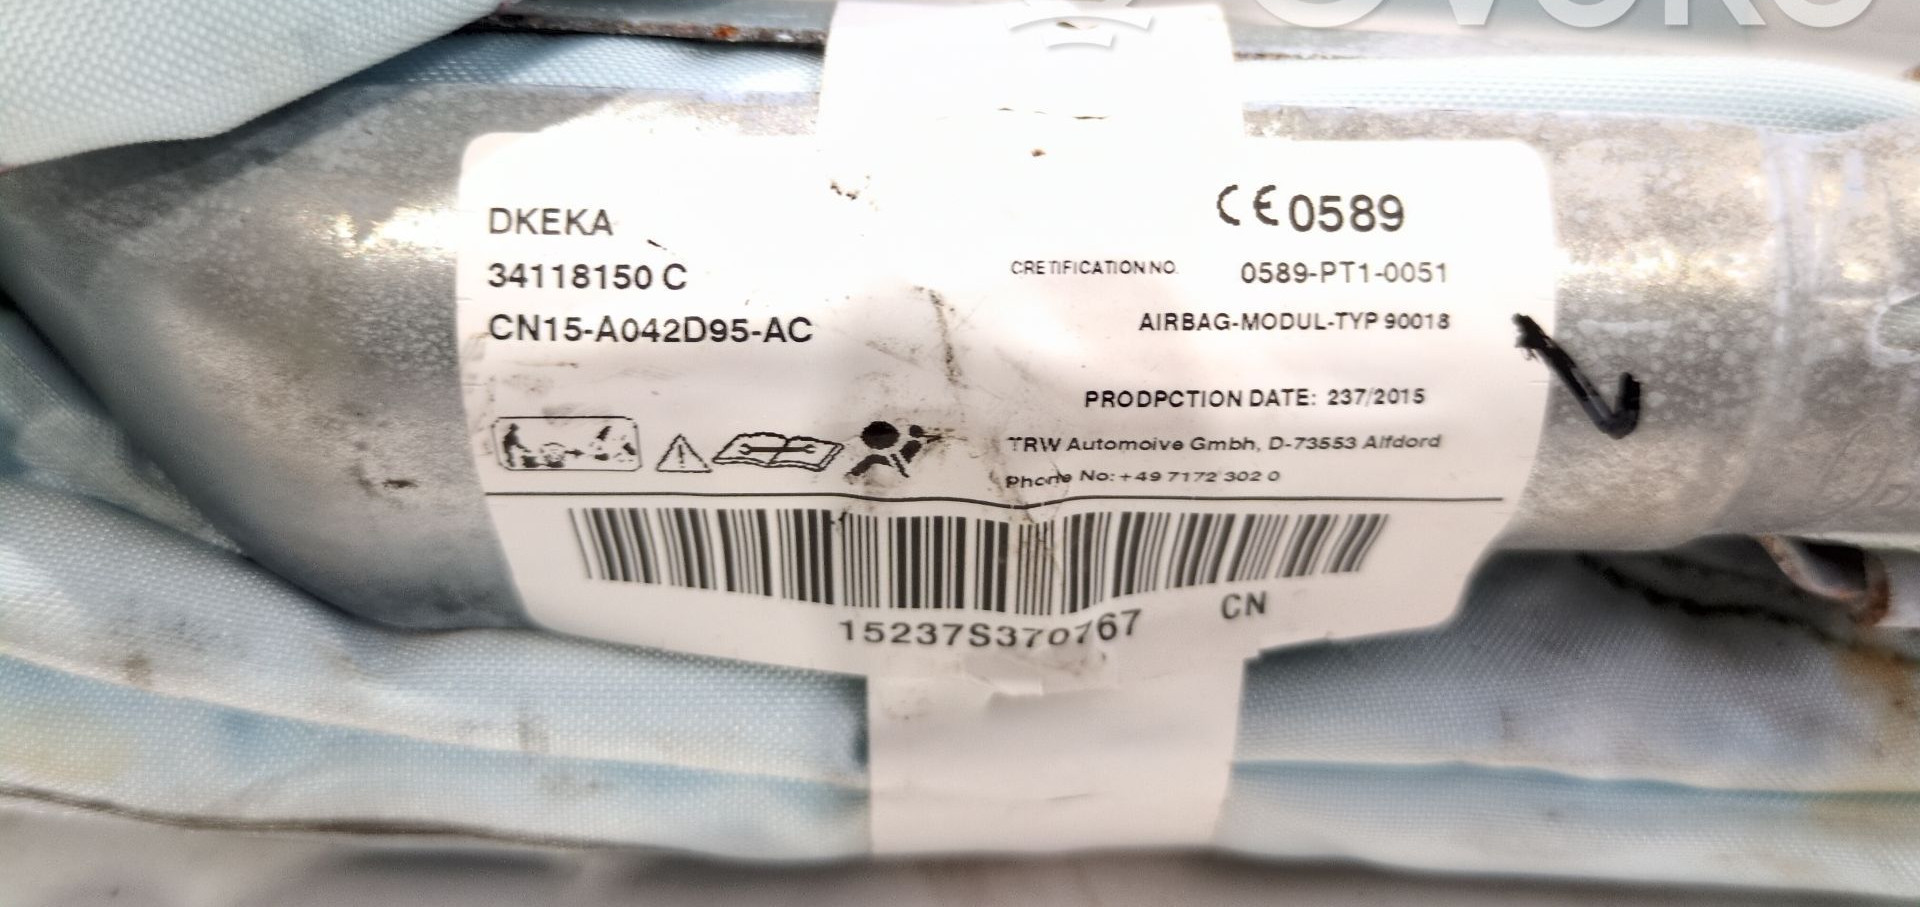 DKEKA
34118150 C
CN15-A042D95-AC
CE 0589
CRETIFICATION NO. 0589-PT1-0051
AIRBAG-MODUL-TYP 90018
PRODPCTION DATE: 237/2015
TRW Automoive Gmbh, D-73553 Alfdord
Phone No: +49 7172 302 0
15237S370767 CN